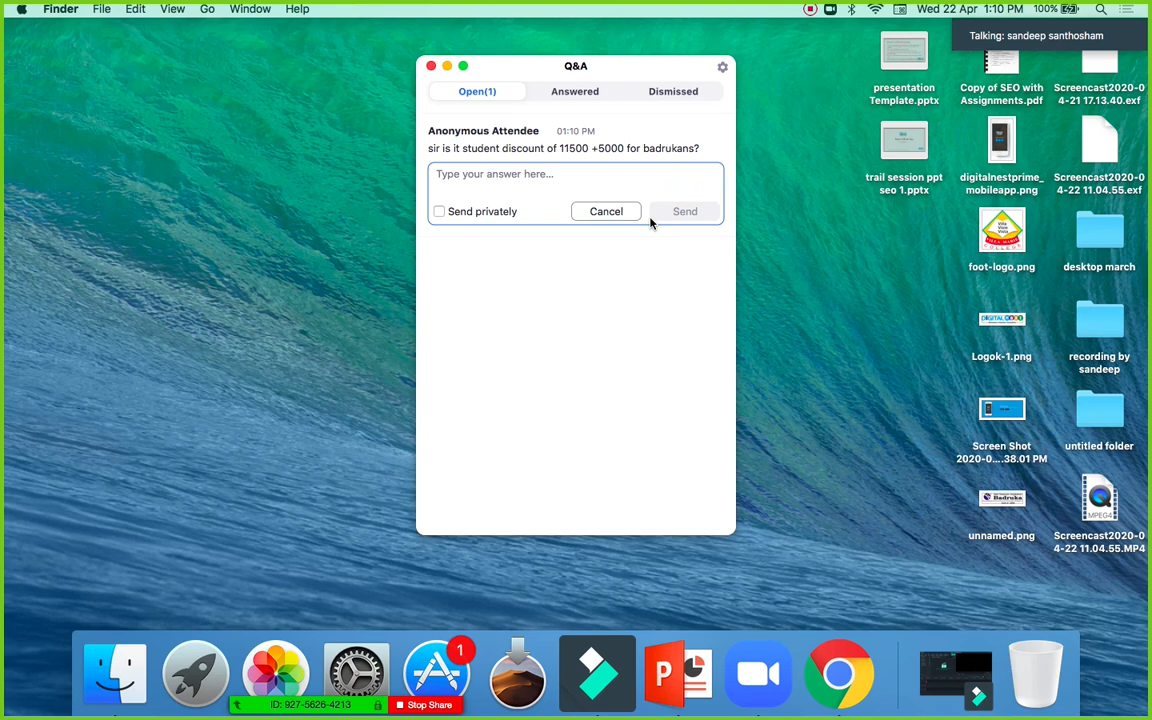 Finder File Edit View Go Window Help
Wed 22 Apr 1:10 PM 100%
Talking: sandeep santhosham
Q&A
Open(1) Answered Dismissed
Anonymous Attendee 01:10 PM
sir is it student discount of 11500 +5000 for badrukans?
Type your answer here...
Send privately Cancel Send
presentation
Template.pptx
Copy of SEO with
Assignments.pdf
Screencast2020-0
4-21 17.13.40.exf
trail session ppt
seo 1.pptx
digitalnestprime_
mobileapp.png
Screencast2020-0
4-22 11.04.55.exf
foot-logo.png
desktop march
Logok-1.png
recording by
sandeep
Screen Shot
2020-0....38.01 PM
untitled folder
Badruka
unnamed.png
MPEG4
Screencast2020-0
4-22 11.04.55.MP4
1
ID: 927-5626-4213
Stop Share